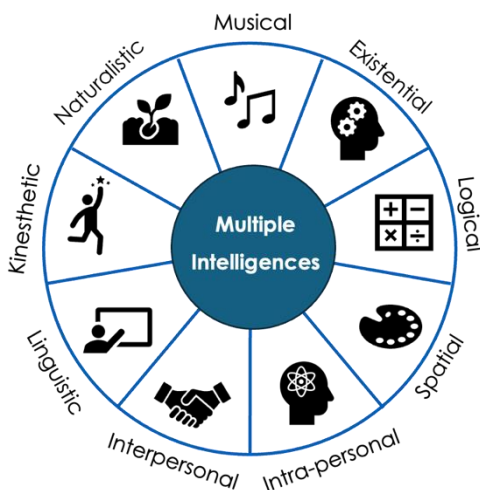 Musical
Existential
Logical
Spatial
Intra-personal
Interpersonal
Linguistic
Kinesthetic
Naturalistic
Multiple
Intelligences